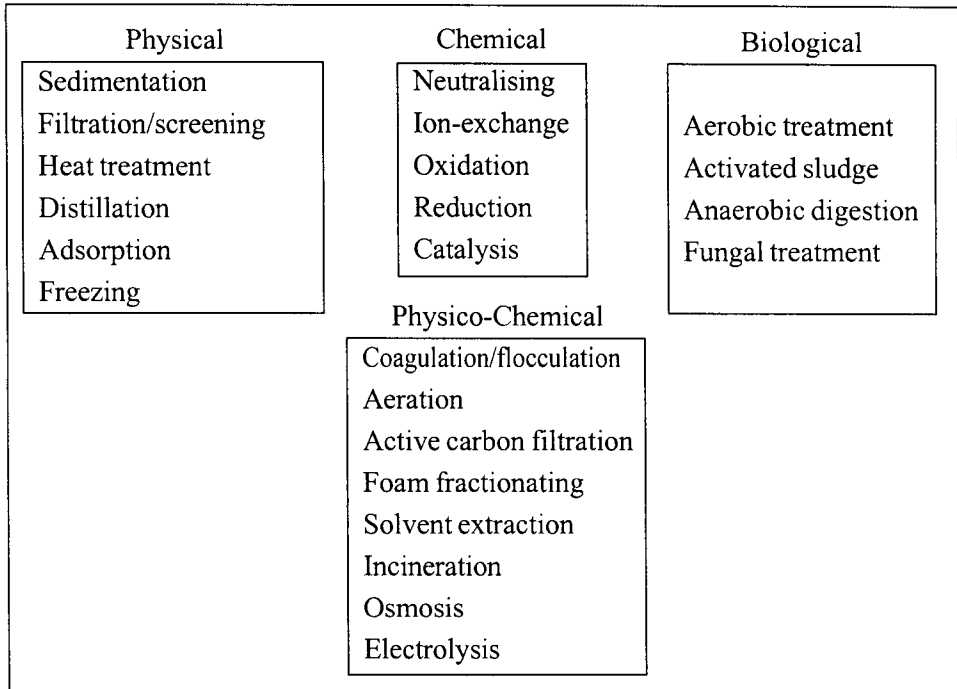 Physical
Sedimentation
Filtration/screening
Heat treatment
Distillation
Adsorption
Freezing
Chemical
Neutralising
Ion-exchange
Oxidation
Reduction
Catalysis
Biological
Aerobic treatment
Activated sludge
Anaerobic digestion
Fungal treatment
Physico-Chemical
Coagulation/flocculation
Aeration
Active carbon filtration
Foam fractionating
Solvent extraction
Incineration
Osmosis
Electrolysis